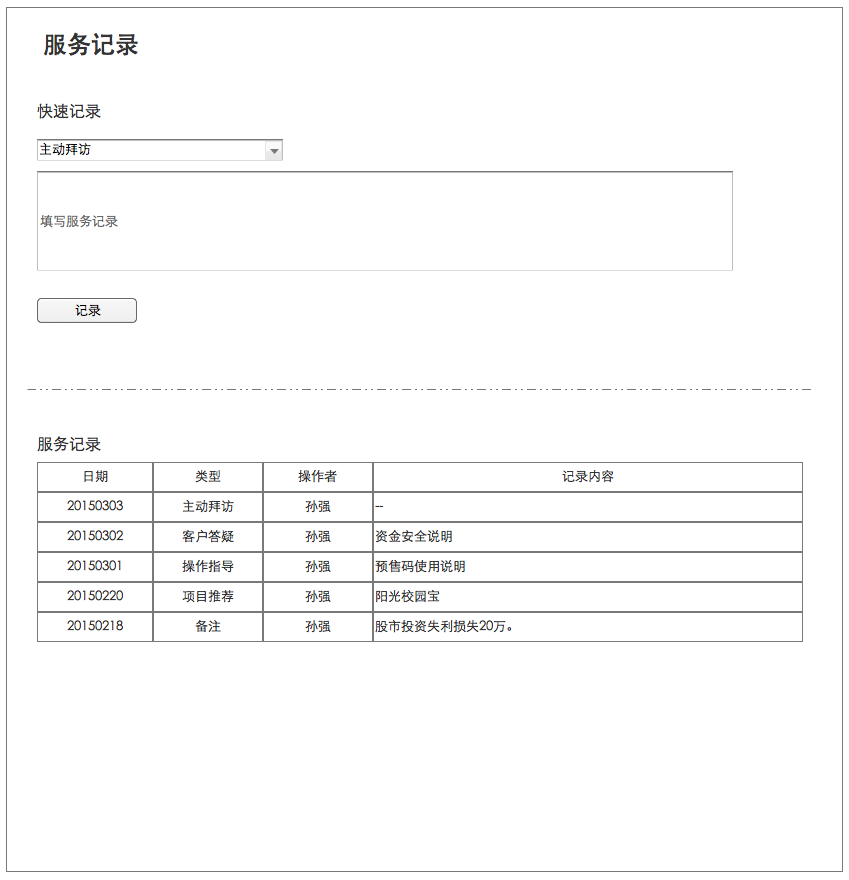 服务记录
快速记录
主动拜访
填写服务记录
记录
服务记录
日期 类型 操作者 记录内容
20150303 主动拜访 孙强 --
20150302 客户答疑 孙强 资金安全说明
20150301 操作指导 孙强 预售码使用说明
20150220 项目推荐 孙强 阳光校园宝
20150218 备注 孙强 股市投资失利损失20万。